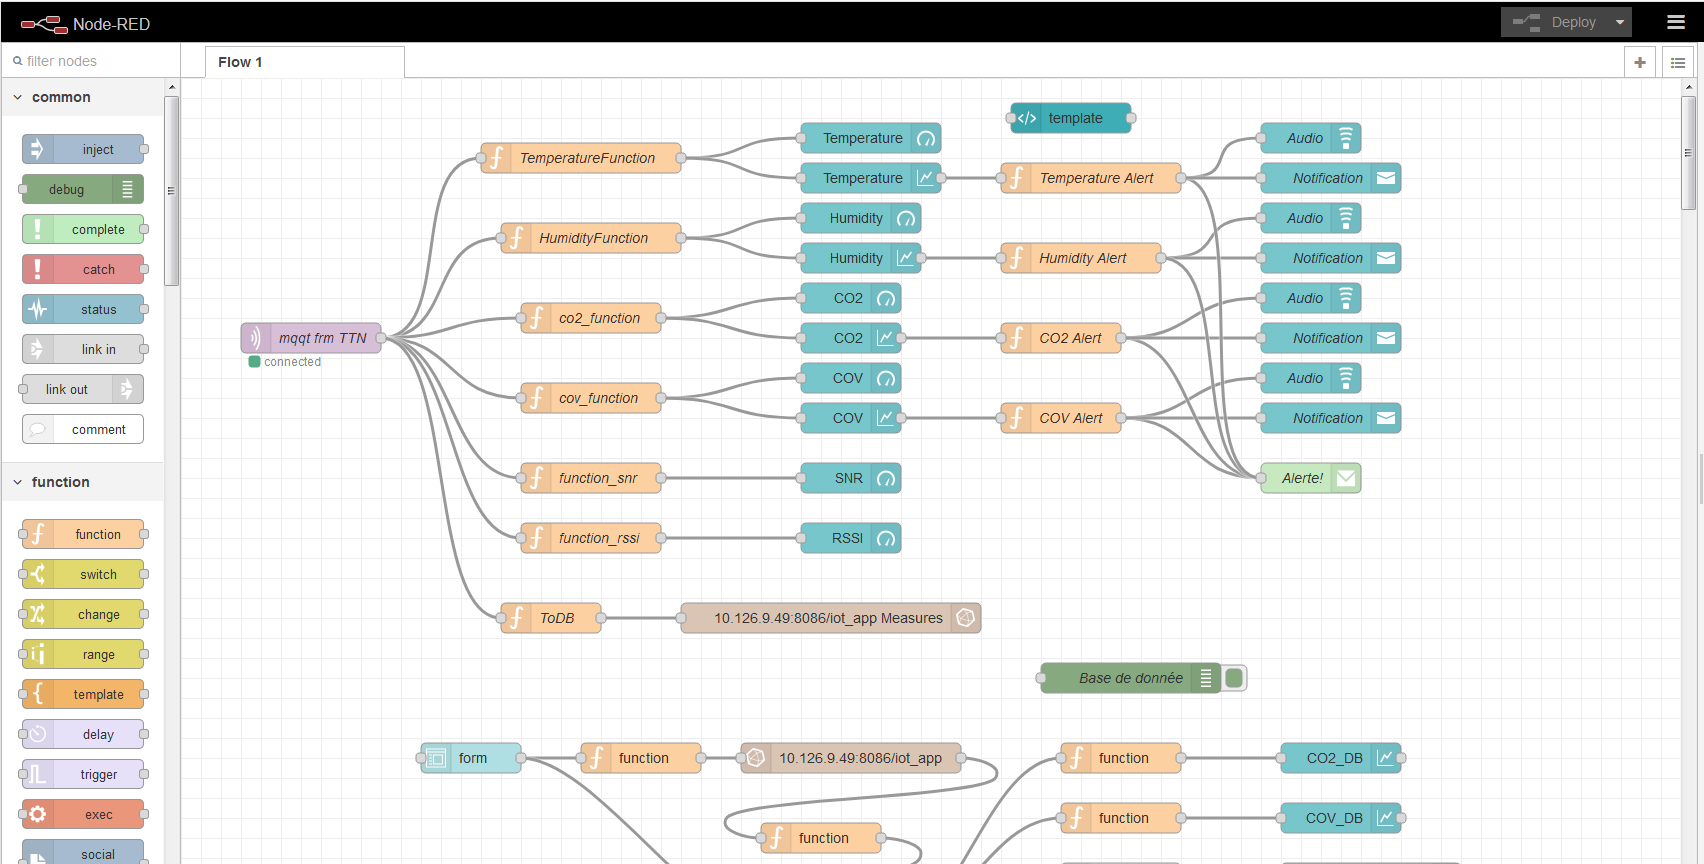 Node-RED
Deploy
filter nodes
Flow 1
common
inject
debug
complete
catch
status
link in
link out
comment
function
function
switch
change
range
template
delay
trigger
exec
social
template
TemperatureFunction
Temperature
Temperature
Temperature Alert
Audio
Notification
HumidityFunction
Humidity
Humidity
Humidity Alert
Audio
Notification
mqqt frm TTN
connected
co2_function
CO2
CO2
CO2 Alert
Audio
Notification
cov_function
COV
COV
COV Alert
Audio
Notification
function_snr
SNR
Alerte!
function_rssi
RSSI
ToDB
10.126.9.49:8086/iot_app Measures
Base de donnée
form
function
10.126.9.49:8086/iot_app
function
CO2_DB
function
COV_DB
function